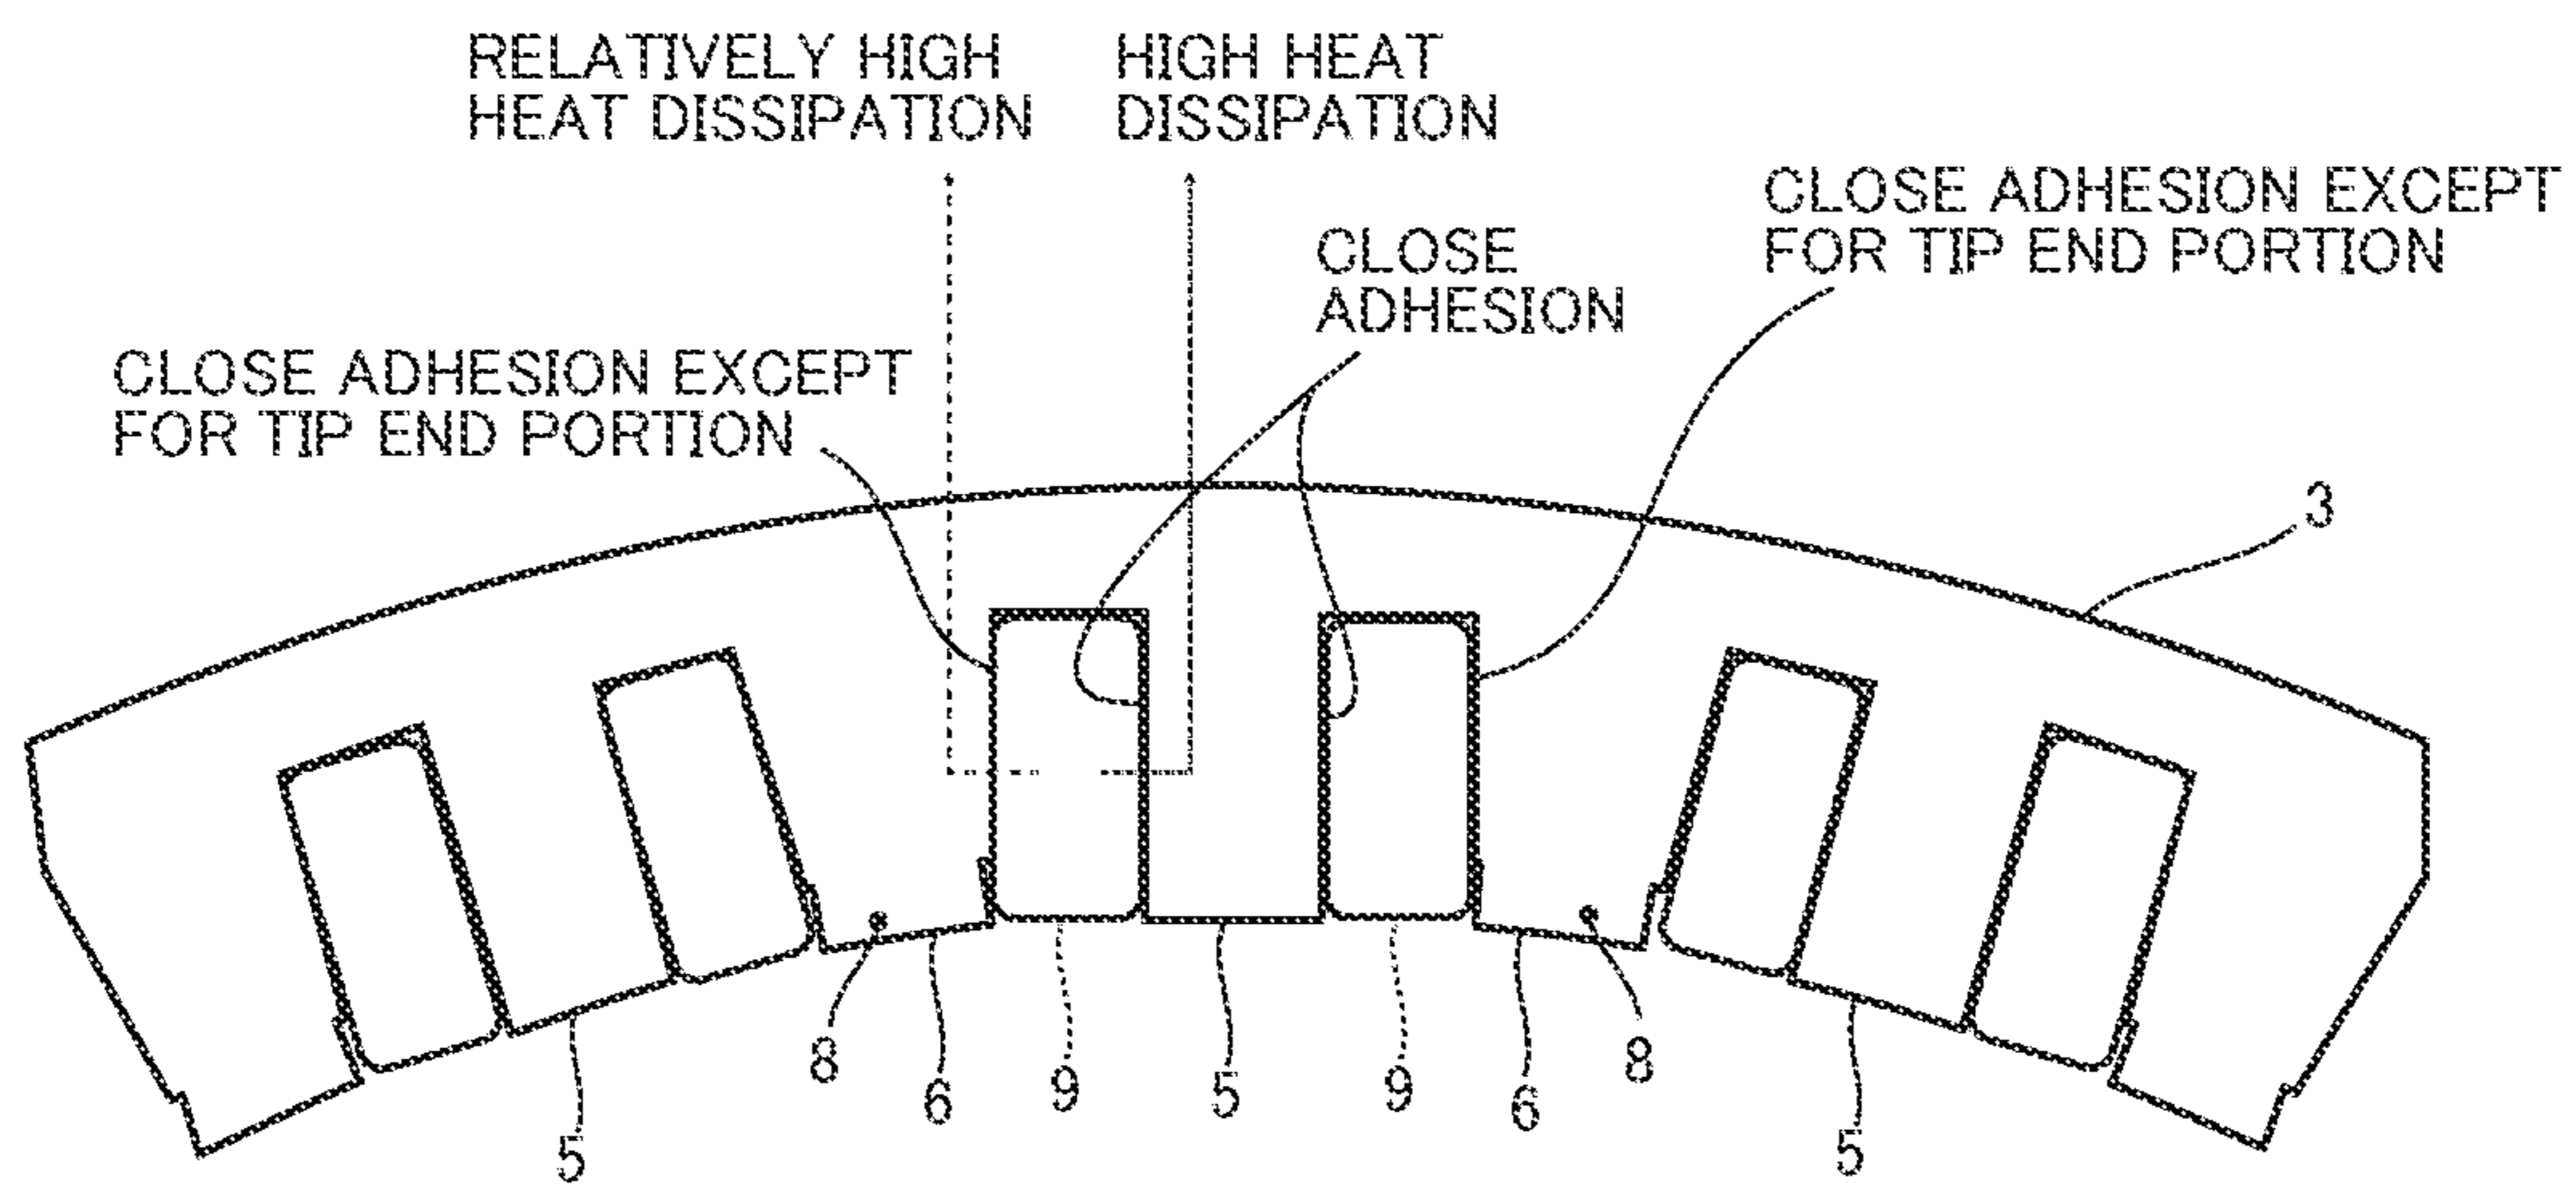 RELATIVELY HIGH
HEAT DISSIPATION
HIGH HEAT
DISSIPATION
CLOSE ADHESION EXCEPT
FOR TIP END PORTION
CLOSE
ADHESION
CLOSE ADHESION EXCEPT
FOR TIP END PORTION
3
8
6
9
5
9
6
8
5
5